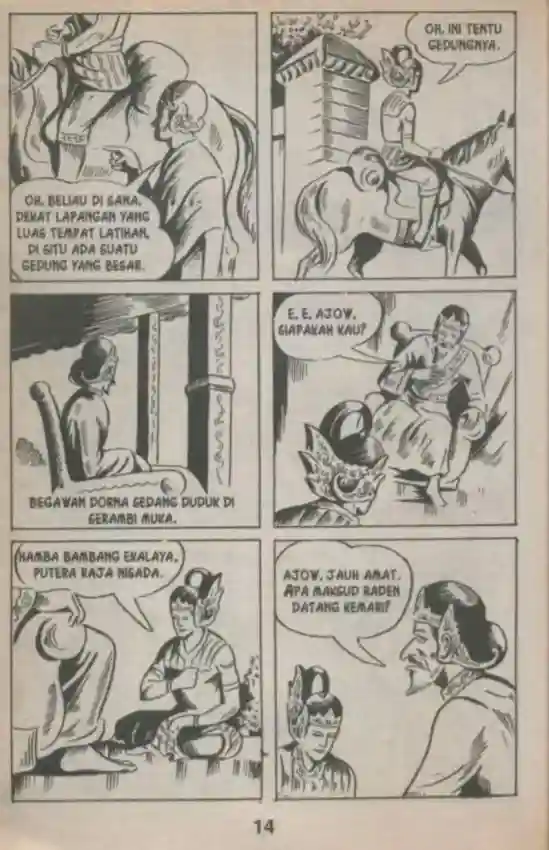 OH, BELIAU DI SANA,
DEKAT LAPANGAN YANG
LUAS TEMPAT LATIHAN,
DI SITU ADA SUATU
GEDUNG YANG BESAR.
OH, INI TENTU
GEDUNGNYA.
BEGAWAN DORNA SEDANG DUDUK DI
SERAMBI MUKA.
E, E, AJOW,
SIAPAKAH KAU?
HAMBA BAMBANG EKALAYA,
PUTERA RAJA NISADA.
AJOW, JAUH AMAT.
APA MAKSUD RADEN
DATANG KEMARI?
14